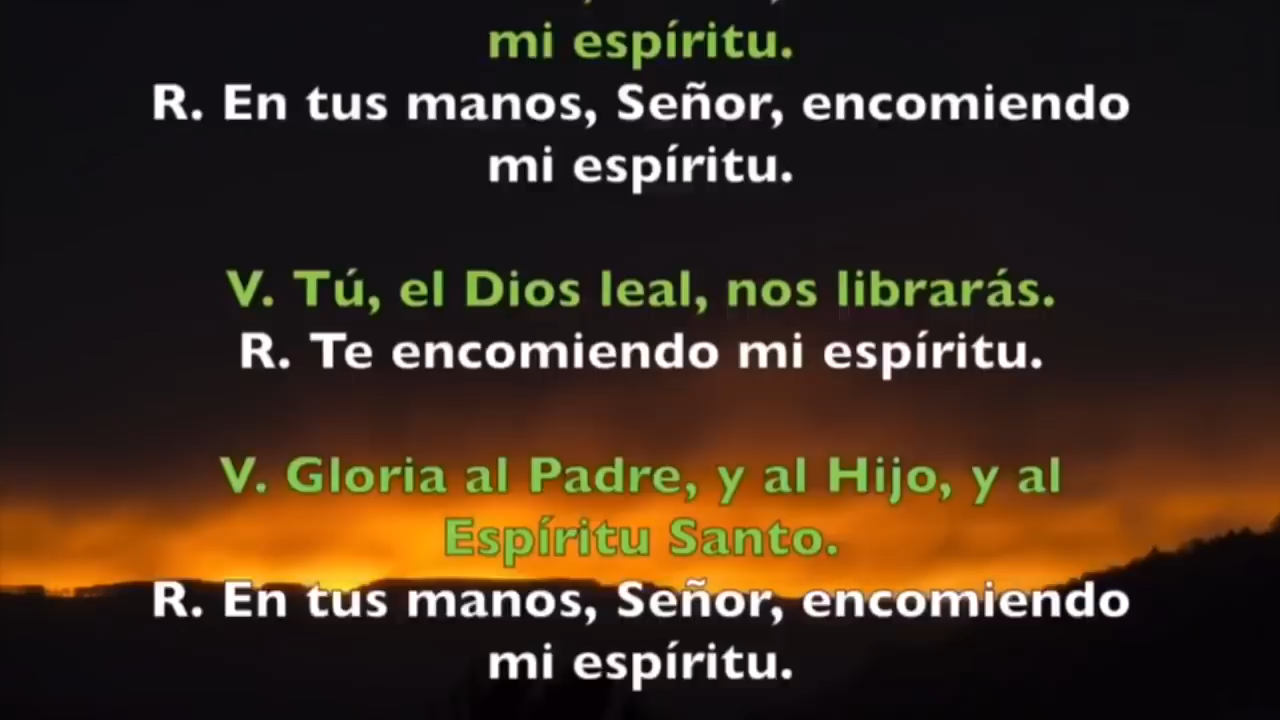 mi espíritu.
R. En tus manos, Señor, encomiendo
mi espíritu.
V. Tú, el Dios leal, nos librarás.
R. Te encomiendo mi espíritu.
V. Gloria al Padre, y al Hijo, y al
Espíritu Santo.
R. En tus manos, Señor, encomiendo
mi espíritu.